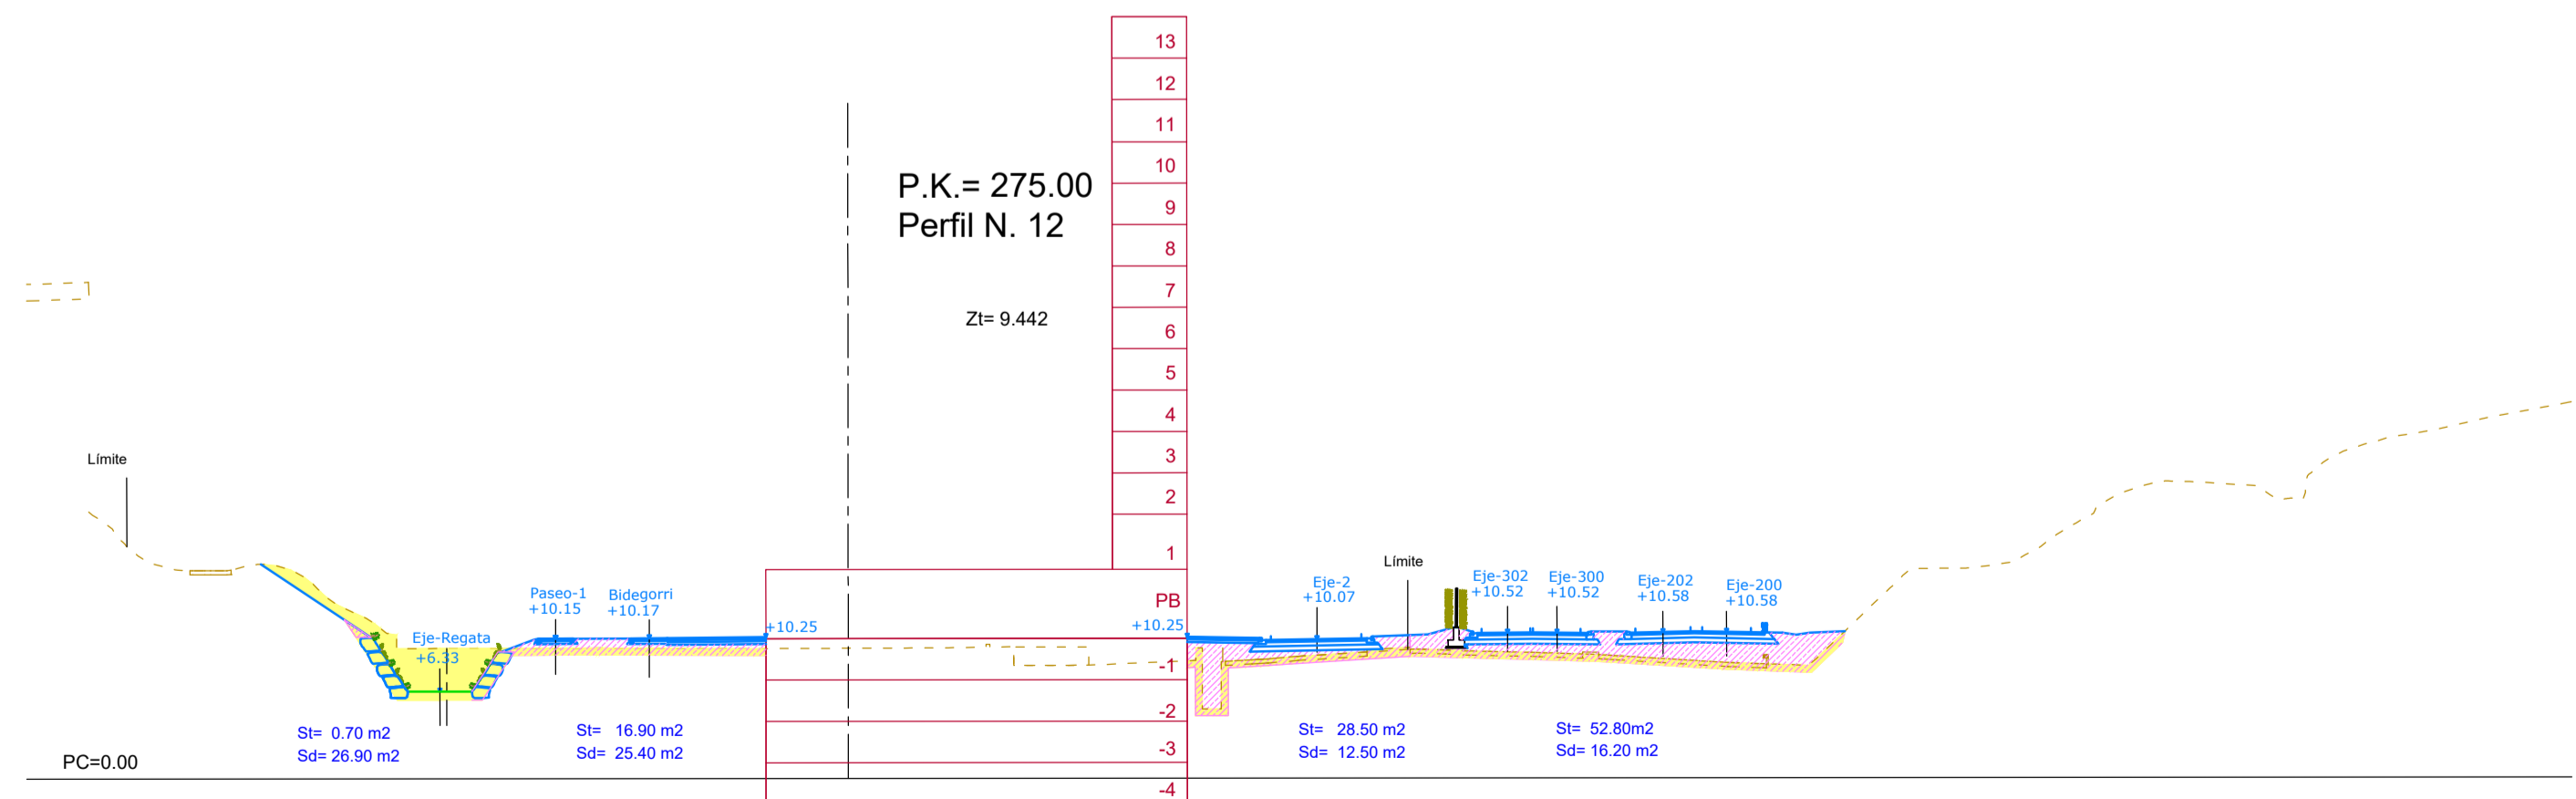 13
12
11
10
9
8
7
6
5
4
3
2
1
PB
-1
-2
-3
-4
P.K.= 275.00
Perfil N. 12
Zt= 9.442
Límite
Eje-Regata
+6.33
Paseo-1
+10.15
Bidegorri
+10.17
+10.25
+10.25
Eje-2
+10.07
Límite
Eje-302
+10.52
Eje-300
+10.52
Eje-202
+10.58
Eje-200
+10.58
St= 0.70 m2
Sd= 26.90 m2
St= 16.90 m2
Sd= 25.40 m2
St= 28.50 m2
Sd= 12.50 m2
St= 52.80m2
Sd= 16.20 m2
PC=0.00